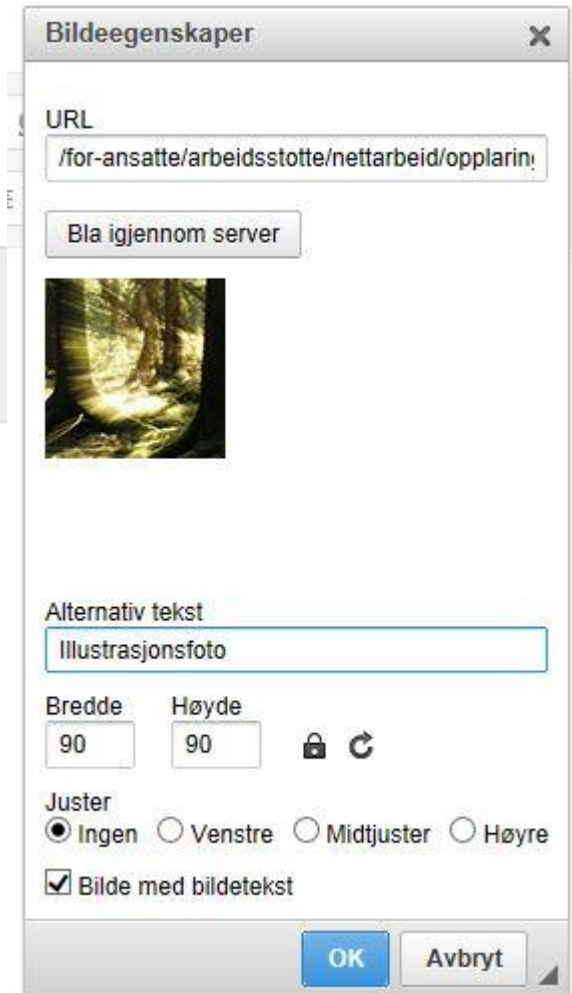 Bildeegenskaper
URL
/for-ansatte/arbeidsstotte/nettarbeid/opplaring
Bla igjennom server
Alternativ tekst
Illustrasjonsfoto
Bredde Høyde
90 90
Juster
Ingen Venstre Midtjuster Høyre
Bilde med bildetekst
OK Avbryt